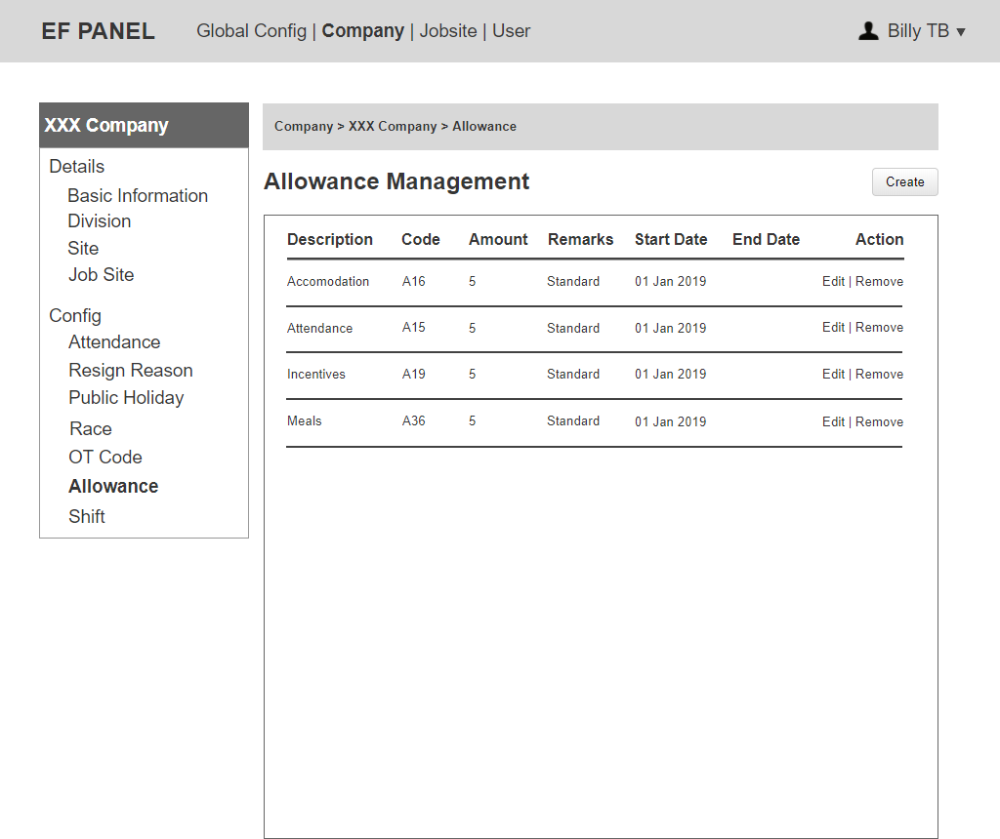 EF PANEL Global Config | Company | Jobsite | User Billy TB ▼
XXX Company
Details
Basic Information
Division
Site
Job Site
Config
Attendance
Resign Reason
Public Holiday
Race
OT Code
Allowance
Shift
Company > XXX Company > Allowance
Allowance Management
Create
Description Code Amount Remarks Start Date End Date Action
Accomodation A16 5 Standard 01 Jan 2019 Edit | Remove
Attendance A15 5 Standard 01 Jan 2019 Edit | Remove
Incentives A19 5 Standard 01 Jan 2019 Edit | Remove
Meals A36 5 Standard 01 Jan 2019 Edit | Remove